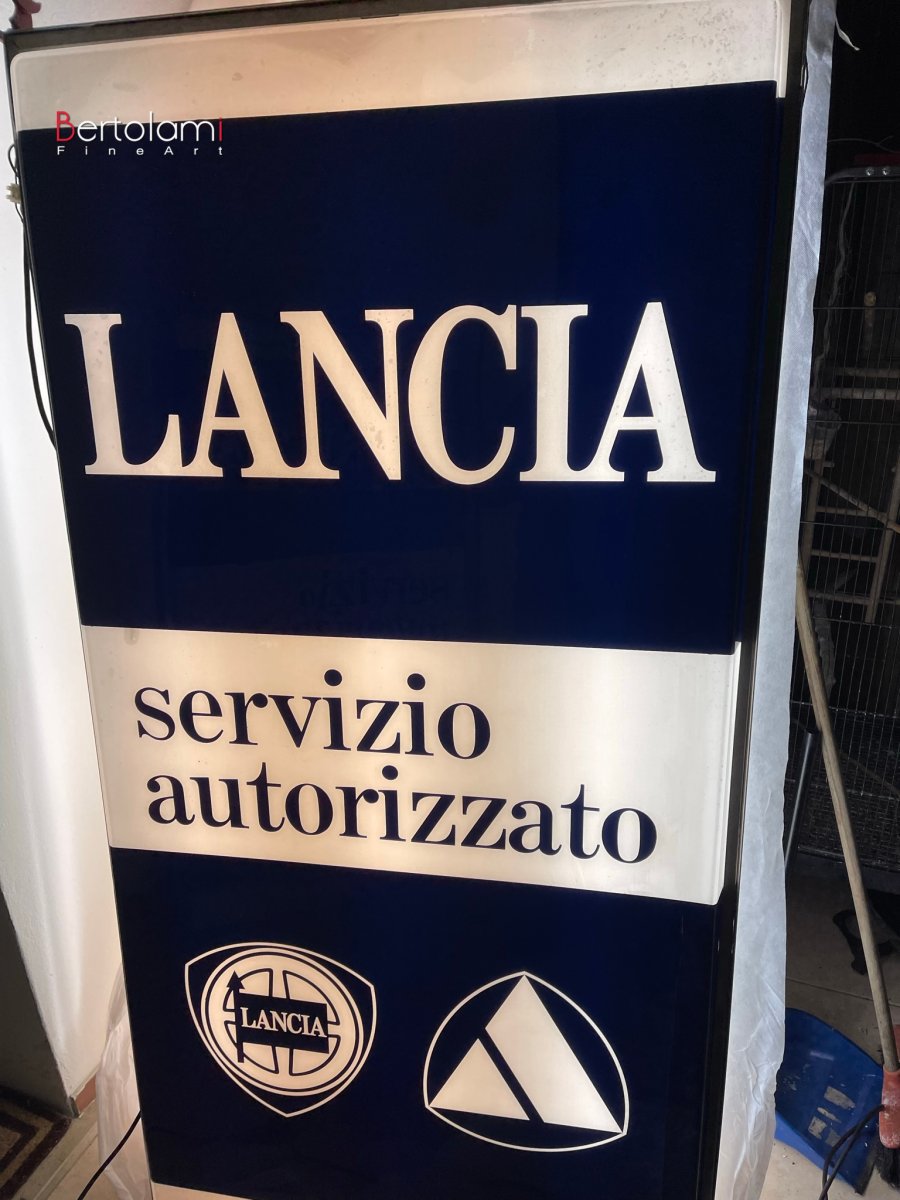 Bertolami
FineArt
LANCIA
servizio
autorizzato
LANCIA